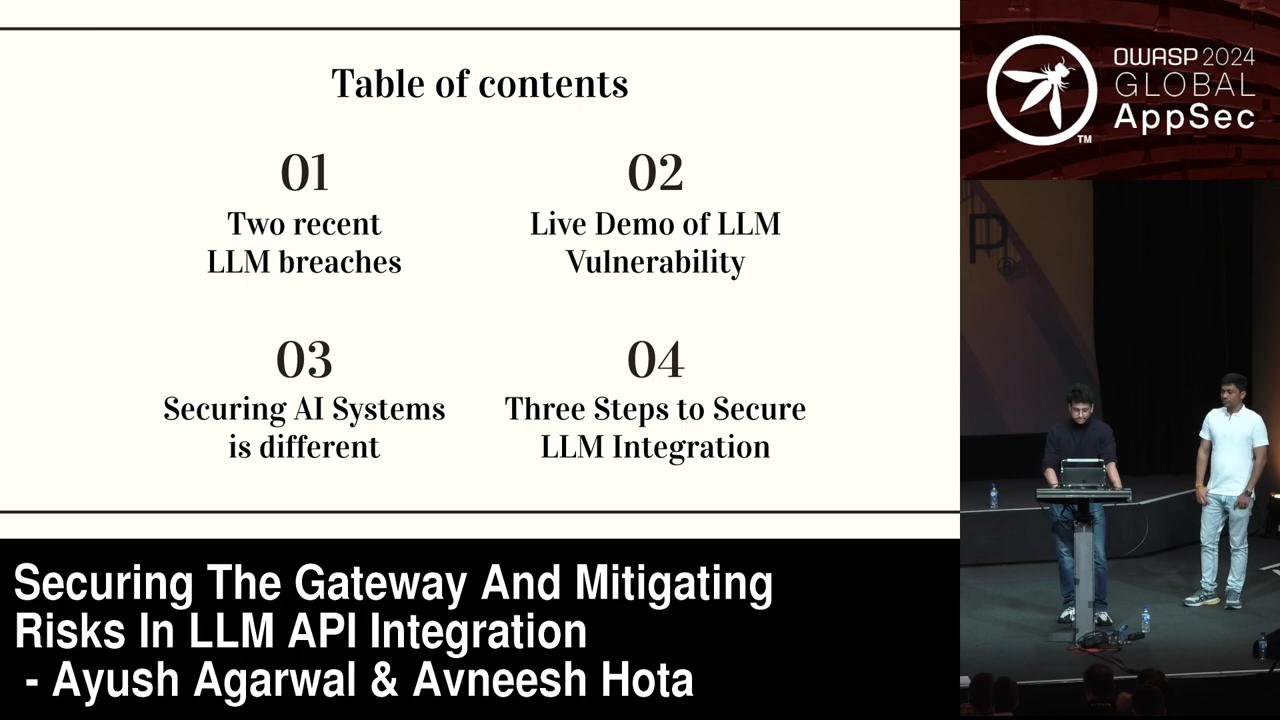 Table of contents
01
Two recent
LLM breaches
02
Live Demo of LLM
Vulnerability
03
Securing AI Systems
is different
04
Three Steps to Secure
LLM Integration
OWASP 2024
GLOBAL
AppSec
TM
P
®
Securing The Gateway And Mitigating
Risks In LLM API Integration
- Ayush Agarwal & Avneesh Hota